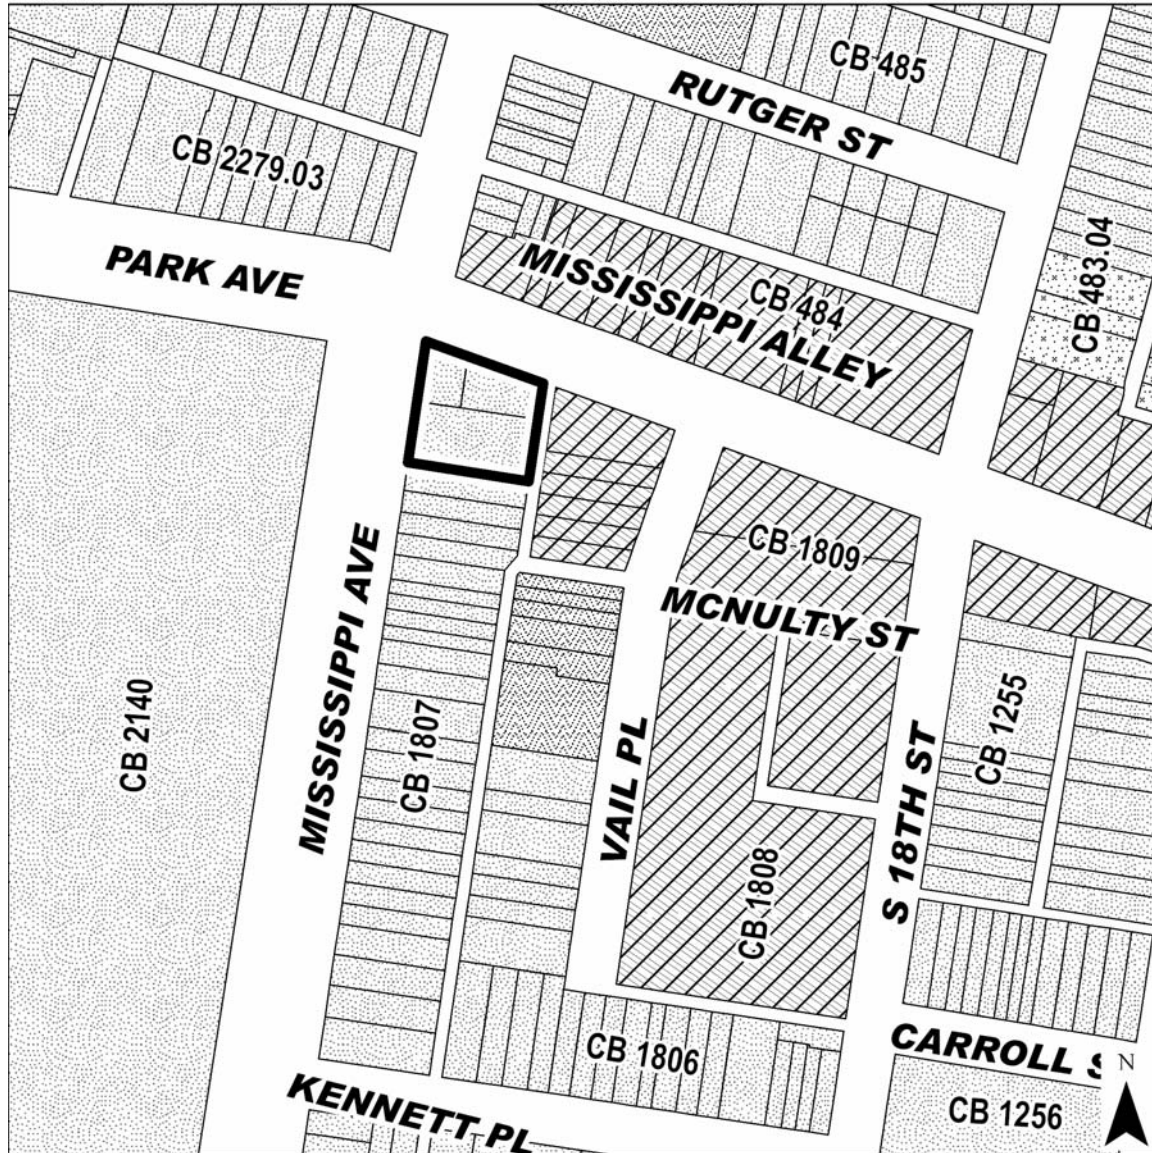 CB 485
RUTGER ST
CB 2279.03
PARK AVE
MISSISSIPPI ALLEY
CB 484
CB 483.04
CB 1809
MCNULTY ST
MISSISSIPPI AVE
CB 2140
CB 1807
VAIL PL
CB 1808
S 18TH ST
CB 1255
CB 1806
CARROLL S
N
KENNETT PL
CB 1256